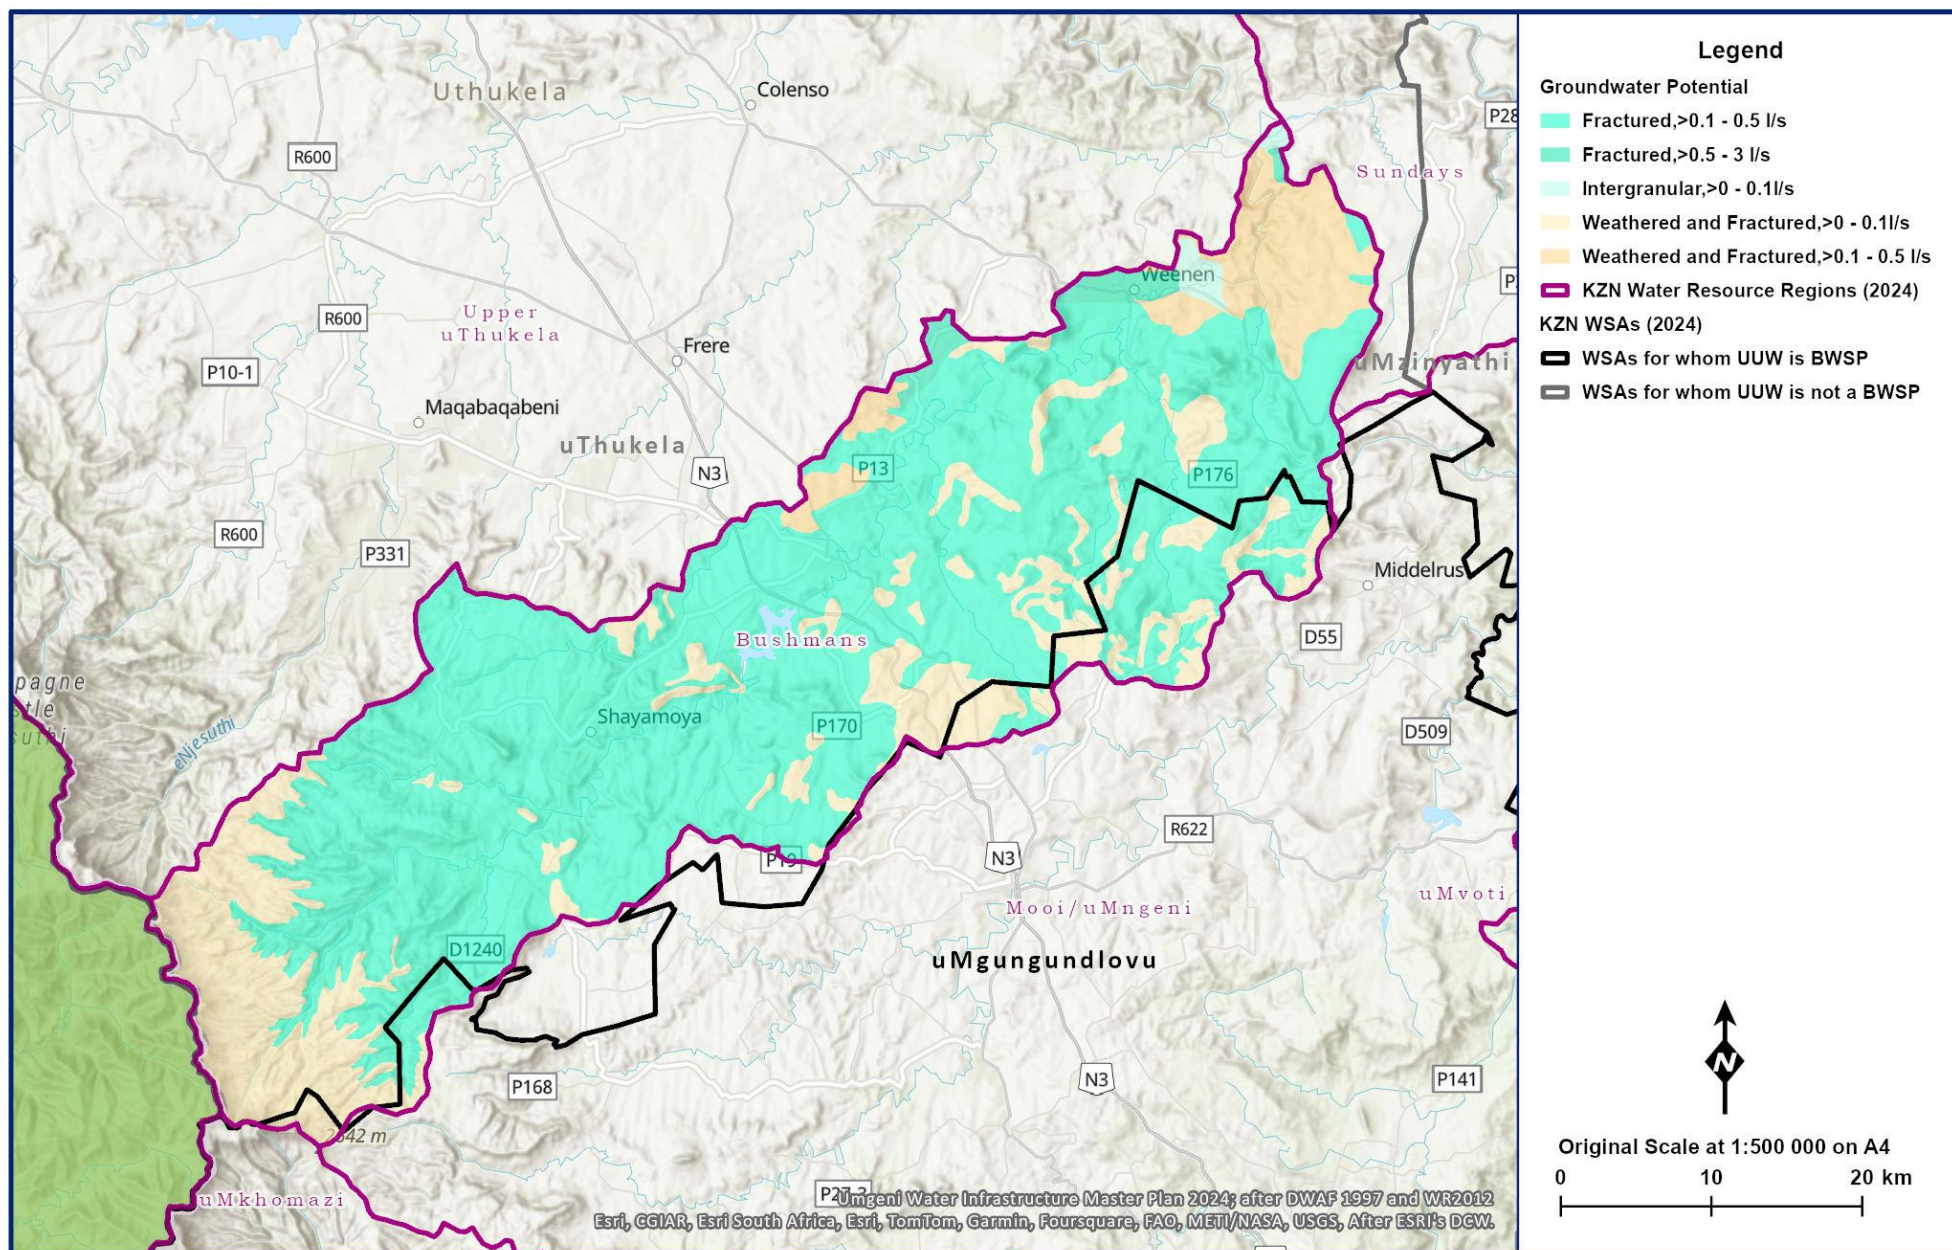 Uthukela
Colenso
R600
P28
Sundays
Weenen
Upper
uThukela
R600
Frere
P10-1
uMzinyathi
Maqabaqabeni
uThukela
N3
P13
P176
R600
P331
Middelrus
Bushmans
D55
pagne
stle
suthi
eNjesuthi
Shayamoya
P170
D509
R622
P19
N3
uMvoti
Mooi/uMngeni
D1240
uMgungundlovu
P168
N3
P141
uMkhomazi
Umgeni Water Infrastructure Master Plan 2024; after DWAF 1997 and WR2012
Esri, CGIAR, Esri South Africa, Esri, TomTom, Garmin, Foursquare, FAO, METI/NASA, USGS, After ESRI's DCW.
Legend
Groundwater Potential
Fractured,>0.1 - 0.5 l/s
Fractured,>0.5 - 3 l/s
Intergranular,>0 - 0.1l/s
Weathered and Fractured,>0 - 0.1l/s
Weathered and Fractured,>0.1 - 0.5 l/s
KZN Water Resource Regions (2024)
KZN WSAs (2024)
WSAs for whom UUW is BWSP
WSAs for whom UUW is not a BWSP
N
Original Scale at 1:500 000 on A4
0 10 20 km